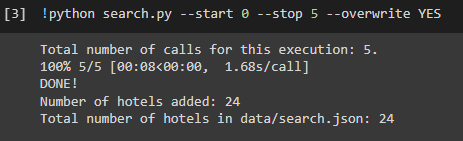 [3] !python search.py --start 0 --stop 5 --overwrite YES
Total number of calls for this execution: 5.
100% 5/5 [00:08<00:00,  1.68s/call]
DONE!
Number of hotels added: 24
Total number of hotels in data/search.json: 24